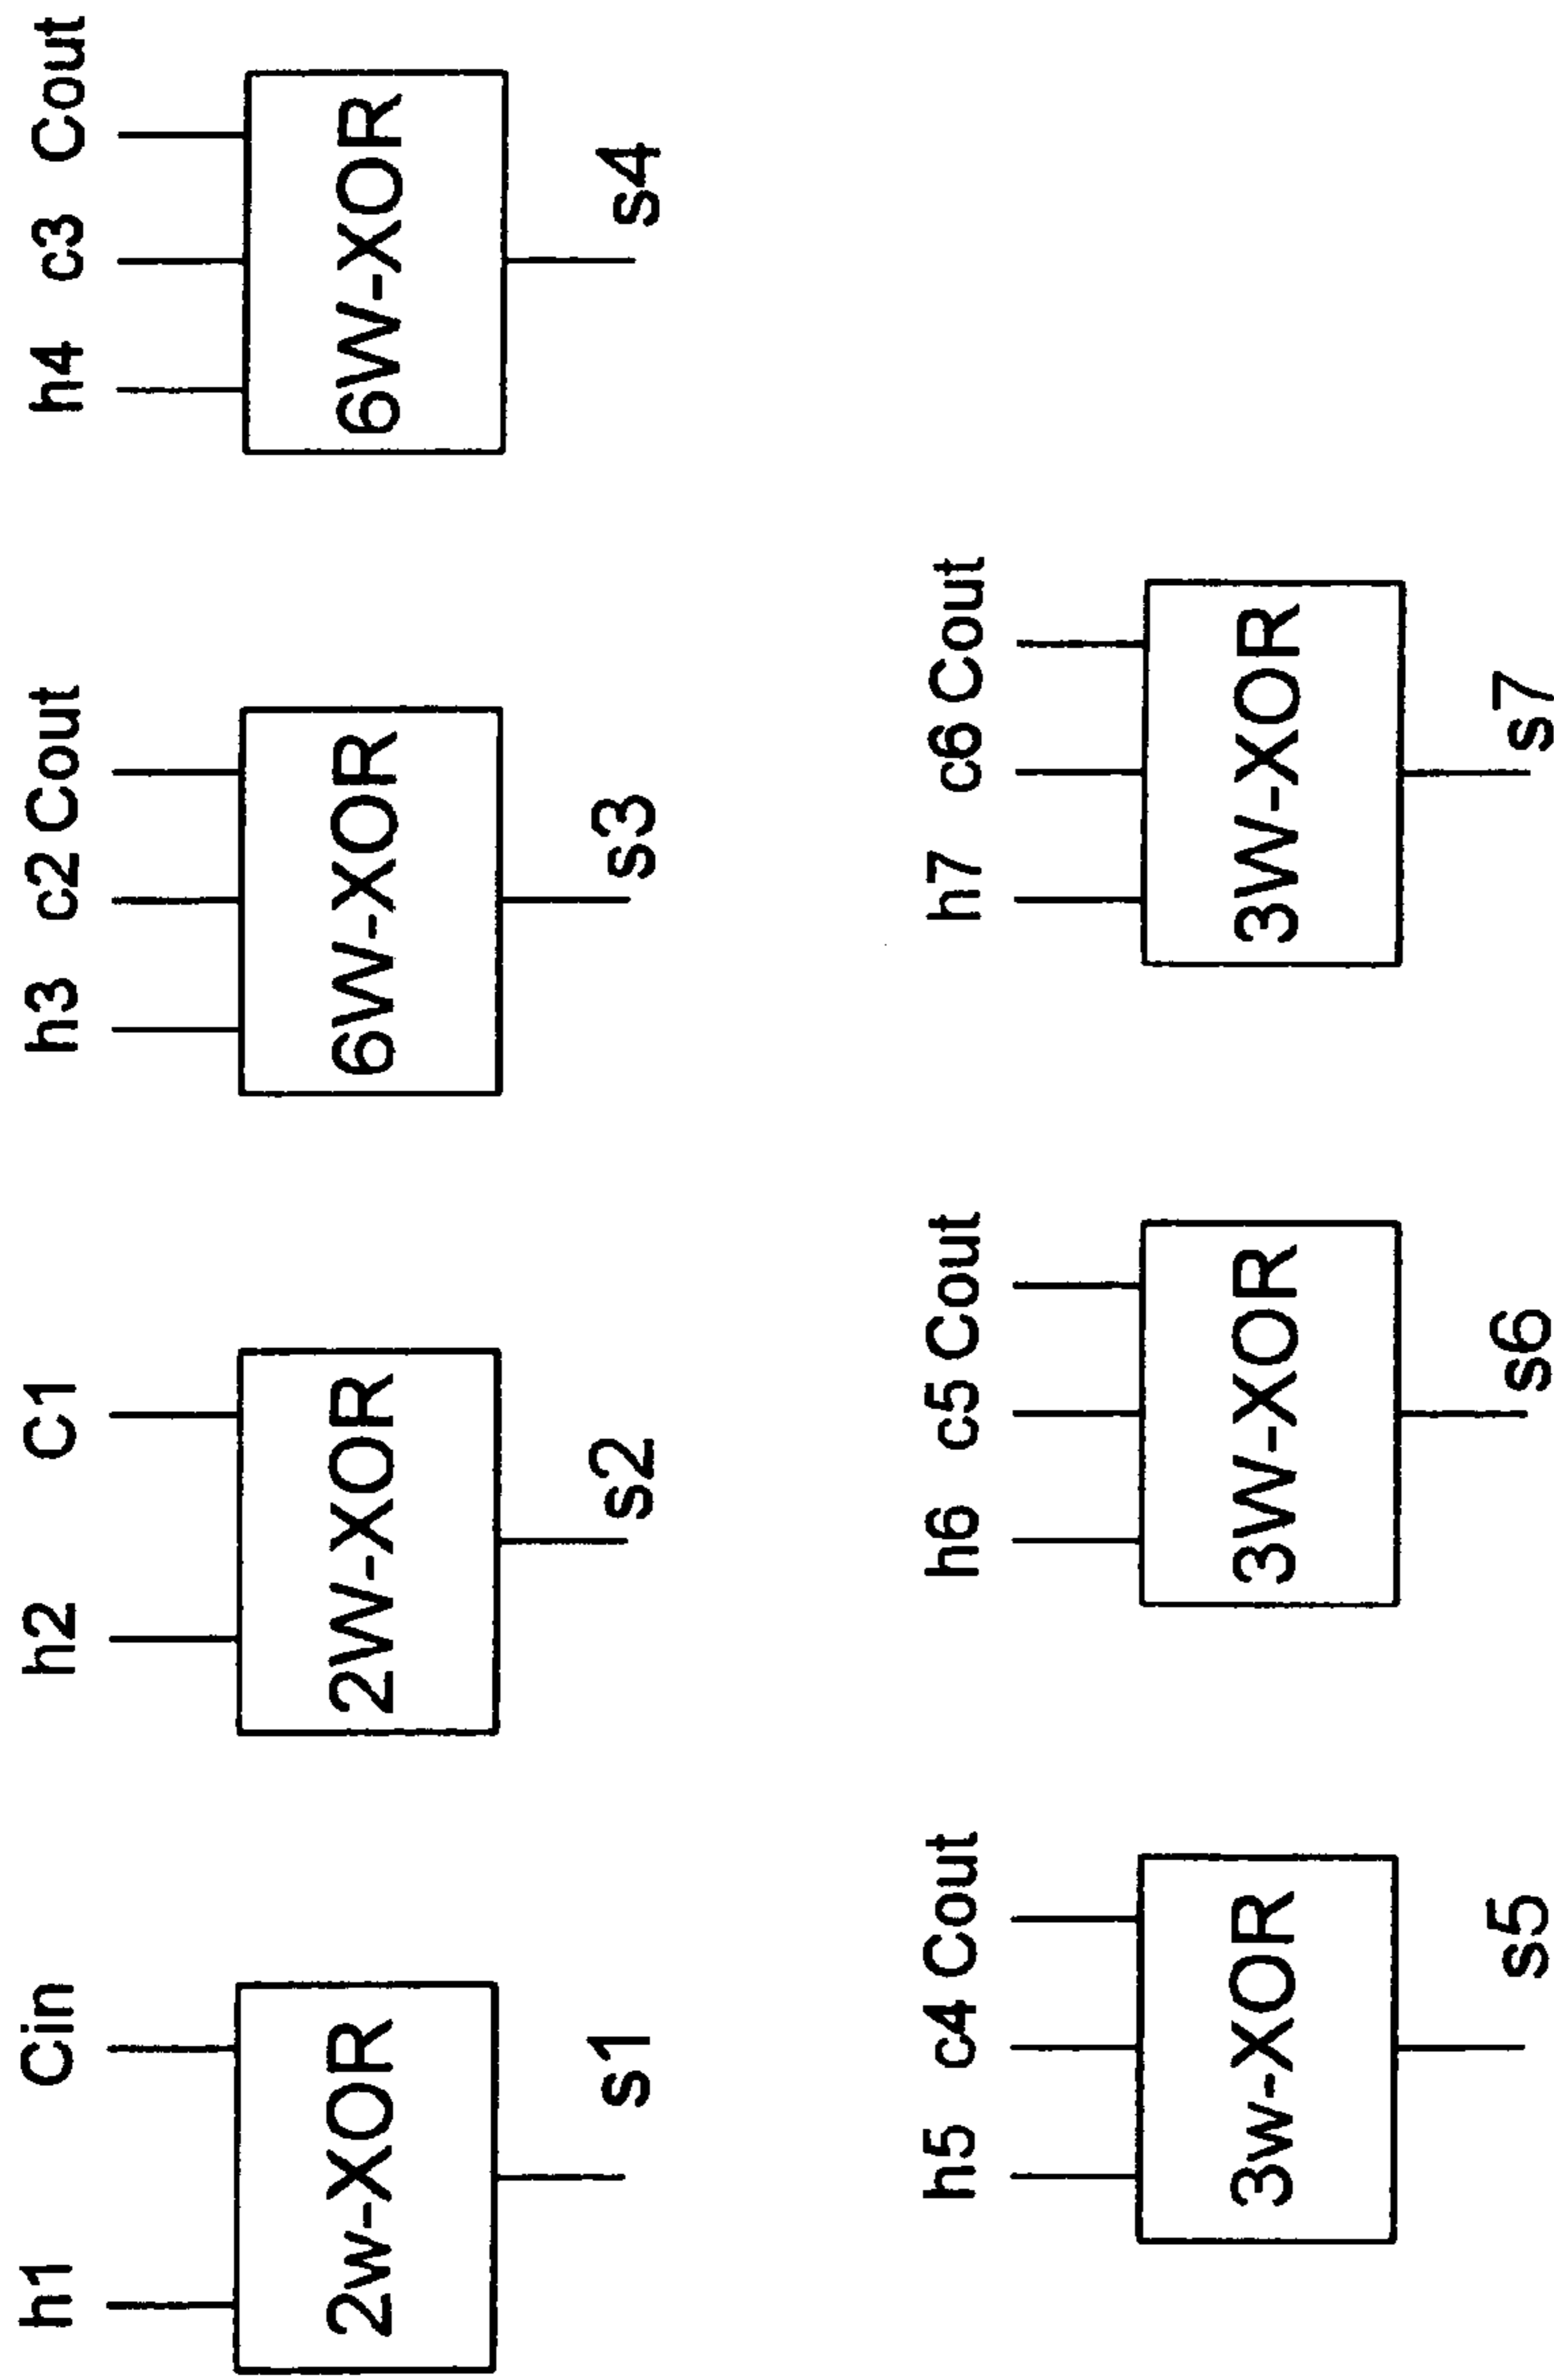 h1 Cin h2 C1 h3 c2 Cout h4 c3 Cout
2w-XOR 2W-XOR 6W-XOR 6W-XOR
s1 s2 s3 s4
h5 c4 Cout h6 c5 Cout h7 c6 Cout
3w-XOR 3W-XOR 3W-XOR
s5 s6 s7